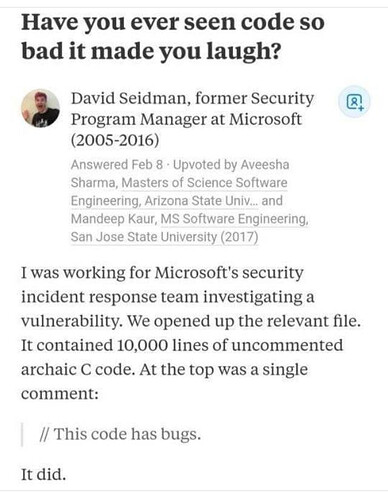 Have you ever seen code so
bad it made you laugh?
David Seidman, former Security
Program Manager at Microsoft
(2005-2016)
Answered Feb 8 · Upvoted by Aveesha
Sharma, Masters of Science Software
Engineering, Arizona State Univ... and
Mandeep Kaur, MS Software Engineering,
San Jose State University (2017)
I was working for Microsoft's security
incident response team investigating a
vulnerability. We opened up the relevant file.
It contained 10,000 lines of uncommented
archaic C code. At the top was a single
comment:
// This code has bugs.
It did.